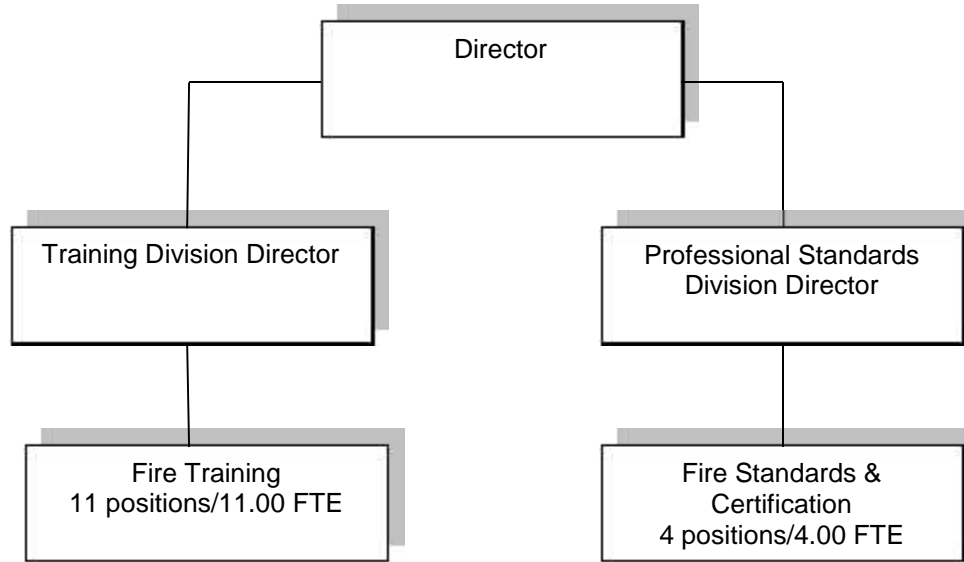 Director
Training Division Director
Professional Standards
Division Director
Fire Training
11 positions/11.00 FTE
Fire Standards &
Certification
4 positions/4.00 FTE